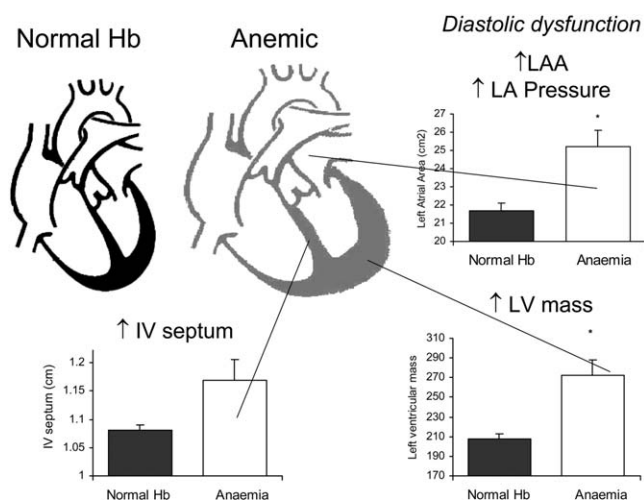 Normal Hb
Anemic
Diastolic dysfunction
↑LAA
↑ LA Pressure
Left Atrial Area (cm2)
27
26
25
24
23
22
21
20
*
Normal Hb
Anaemia
↑ IV septum
IV septum (cm)
1.2
1.15
1.1
1.05
1
Normal Hb
Anaemia
↑ LV mass
Left ventricular mass
310
290
270
250
230
210
190
170
*
Normal Hb
Anaemia